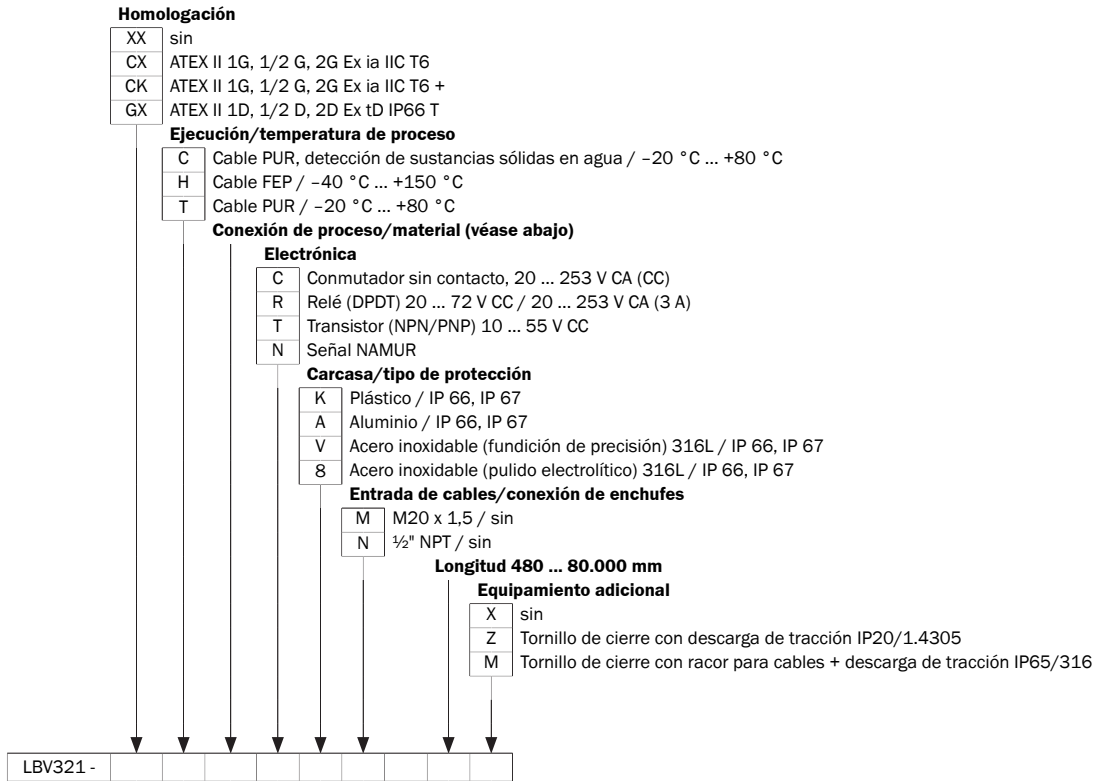 Homologación
XX sin
CX ATEX II 1G, 1/2 G, 2G Ex ia IIC T6
CK ATEX II 1G, 1/2 G, 2G Ex ia IIC T6 +
GX ATEX II 1D, 1/2 D, 2D Ex tD IP66 T
Ejecución/temperatura de proceso
C Cable PUR, detección de sustancias sólidas en agua / –20 °C ... +80 °C
H Cable FEP / –40 °C ... +150 °C
T Cable PUR / –20 °C ... +80 °C
Conexión de proceso/material (véase abajo)
Electrónica
C Conmutador sin contacto, 20 ... 253 V CA (CC)
R Relé (DPDT) 20 ... 72 V CC / 20 ... 253 V CA (3 A)
T Transistor (NPN/PNP) 10 ... 55 V CC
N Señal NAMUR
Carcasa/tipo de protección
K Plástico / IP 66, IP 67
A Aluminio / IP 66, IP 67
V Acero inoxidable (fundición de precisión) 316L / IP 66, IP 67
8 Acero inoxidable (pulido electrolítico) 316L / IP 66, IP 67
Entrada de cables/conexión de enchufes
M M20 x 1,5 / sin
N ½" NPT / sin
Longitud 480 ... 80.000 mm
Equipamiento adicional
X sin
Z Tornillo de cierre con descarga de tracción IP20/1.4305
M Tornillo de cierre con racor para cables + descarga de tracción IP65/316
LBV321 -